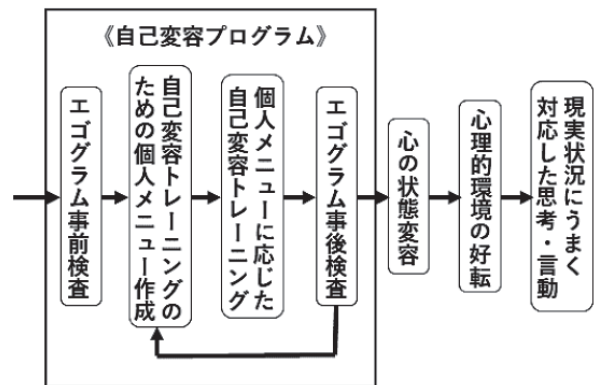 《自己変容プログラム》
エゴグラム事前検査
自己変容トレーニングの
ための個人メニュー作成
個人メニューに応じた
自己変容トレーニング
エゴグラム事後検査
心の状態変容
心理的環境の好転
現実状況にうまく
対応した思考・言動